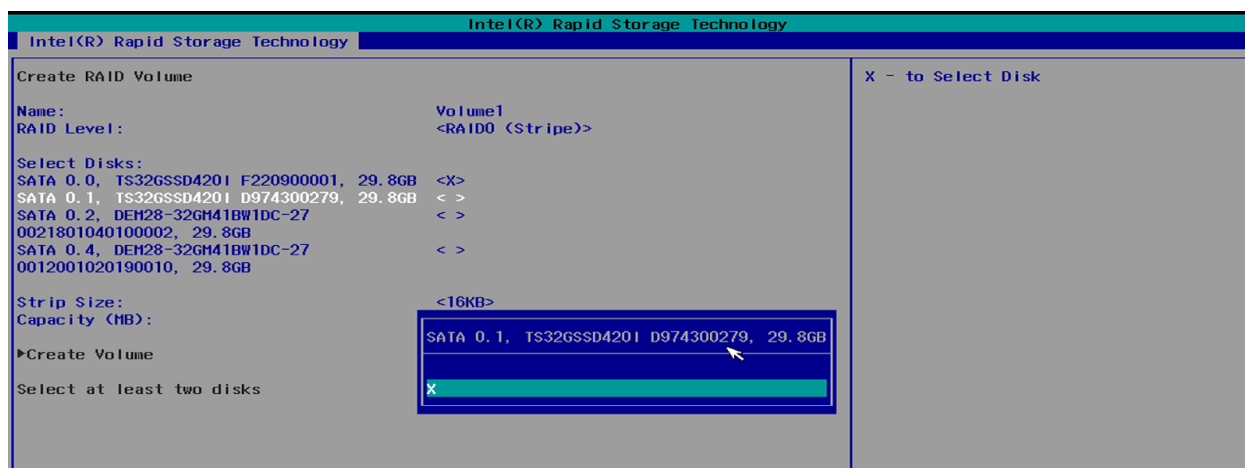 Intel(R) Rapid Storage Technology
Intel(R) Rapid Storage Technology
Create RAID Volume
X - to Select Disk
Name: Volume1
RAID Level: <RAID0 (Stripe)>
Select Disks:
SATA 0.0, TS32GSSD420I F220900001, 29.8GB <X>
SATA 0.1, TS32GSSD420I D974300279, 29.8GB < >
SATA 0.2, DEM28-32GM41BW1DC-27 < >
0021801040100002, 29.8GB
SATA 0.4, DEM28-32GM41BW1DC-27 < >
0012001020190010, 29.8GB
Strip Size: <16KB>
Capacity (MB):
SATA 0.1, TS32GSSD420I D974300279, 29.8GB
▶Create Volume
Select at least two disks
X